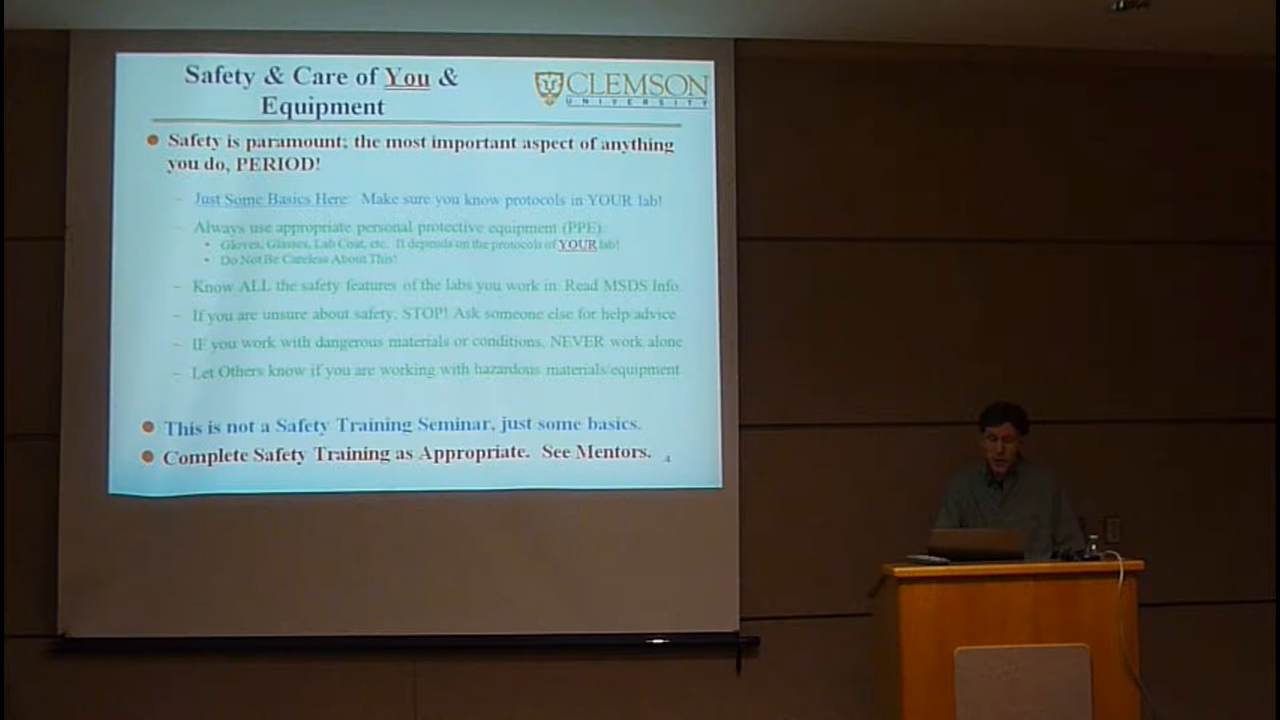 Safety & Care of You &
Equipment
CLEMSON
UNIVERSITY
Safety is paramount; the most important aspect of anything
you do, PERIOD!
– Just Some Basics Here: Make sure you know protocols in YOUR lab!
– Always use appropriate personal protective equipment (PPE):
• Gloves, Glasses, Lab Coat, etc. It depends on the protocols of YOUR lab!
• Do Not Be Careless About This!
– Know ALL the safety features of the labs you work in. Read MSDS Info.
– If you are unsure about safety, STOP! Ask someone else for help/advice
– IF you work with dangerous materials or conditions, NEVER work alone
– Let Others know if you are working with hazardous materials/equipment
This is not a Safety Training Seminar, just some basics.
Complete Safety Training as Appropriate. See Mentors.
4